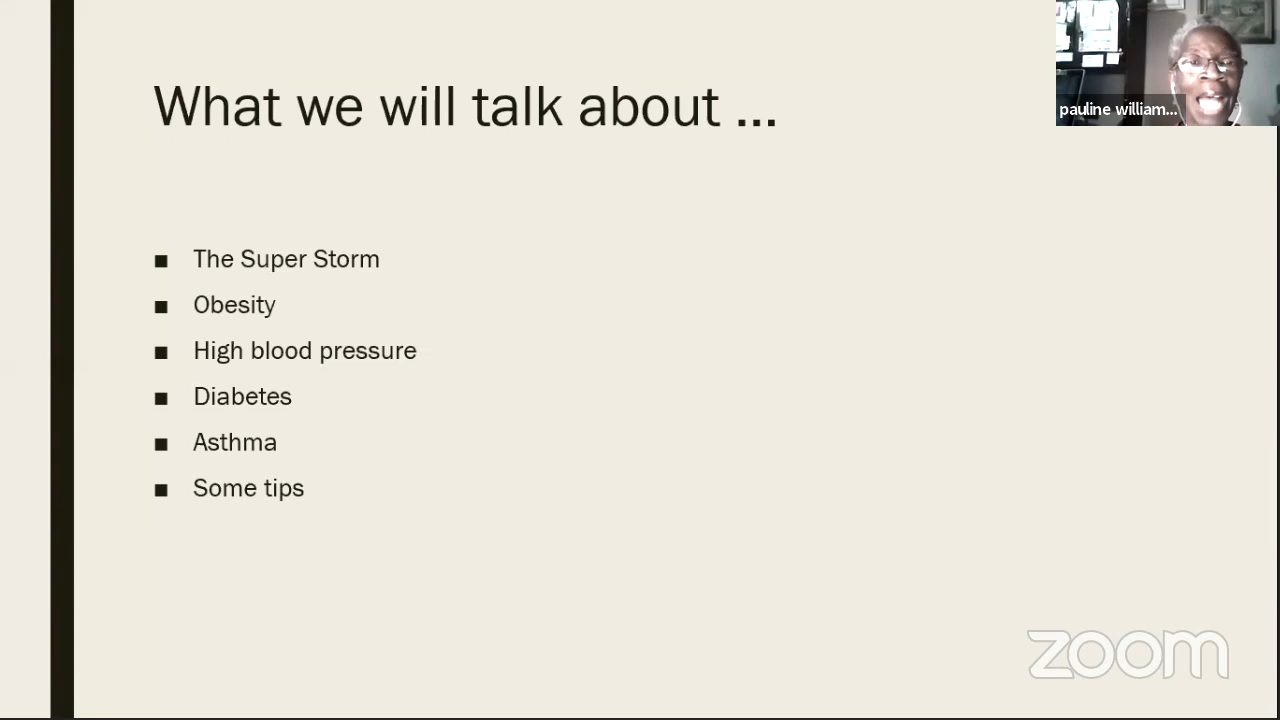 What we will talk about ...
pauline william...
■ The Super Storm
■ Obesity
■ High blood pressure
■ Diabetes
■ Asthma
■ Some tips
zoom